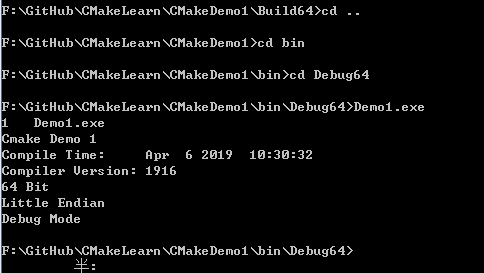 F:\GitHub\CMakeLearn\CMakeDemo1\Build64>cd ..
F:\GitHub\CMakeLearn\CMakeDemo1>cd bin
F:\GitHub\CMakeLearn\CMakeDemo1\bin>cd Debug64
F:\GitHub\CMakeLearn\CMakeDemo1\bin\Debug64>Demo1.exe
1   Demo1.exe
Cmake Demo 1
Compile Time:     Apr  6 2019  10:30:32
Compiler Version: 1916
64 Bit
Little Endian
Debug Mode
F:\GitHub\CMakeLearn\CMakeDemo1\bin\Debug64>
半: